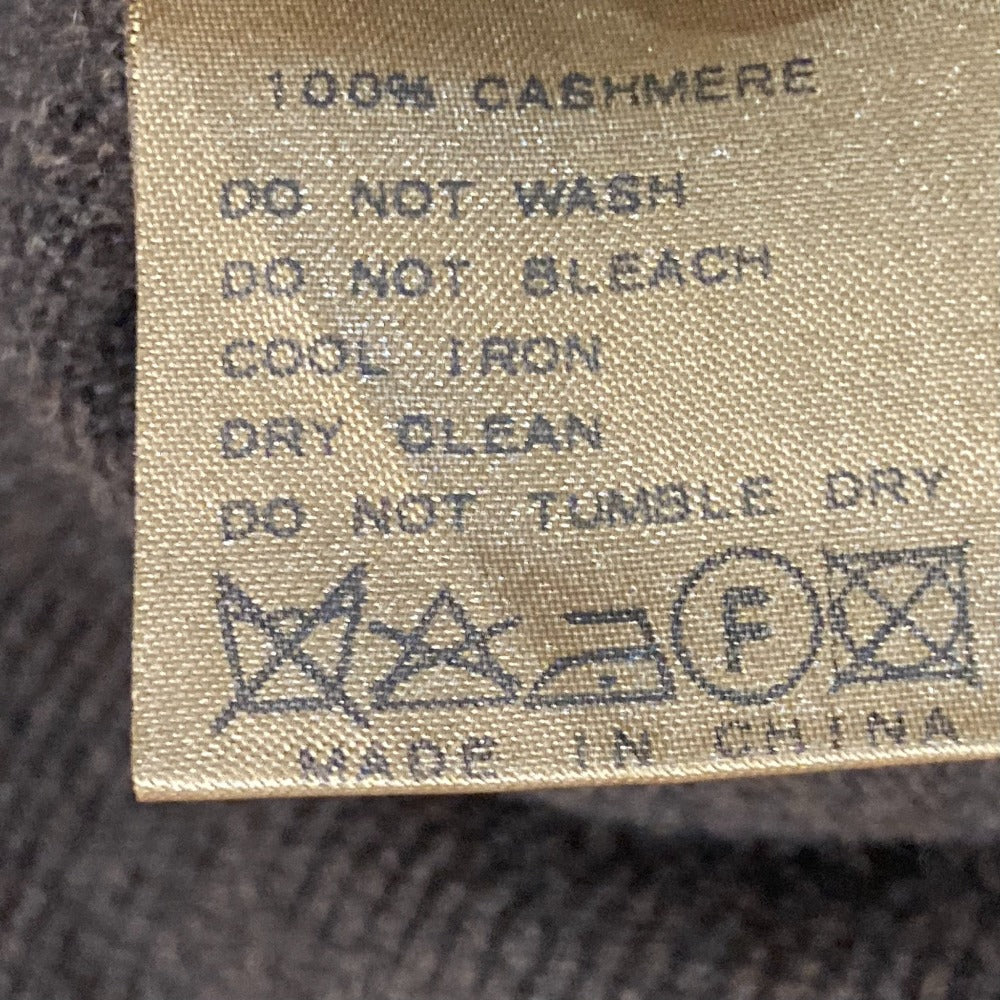 100% CASHMERE
DO NOT WASH
DO NOT BLEACH
COOL IRON
DRY CLEAN
DO NOT TUMBLE DRY
F
MADE IN CHINA